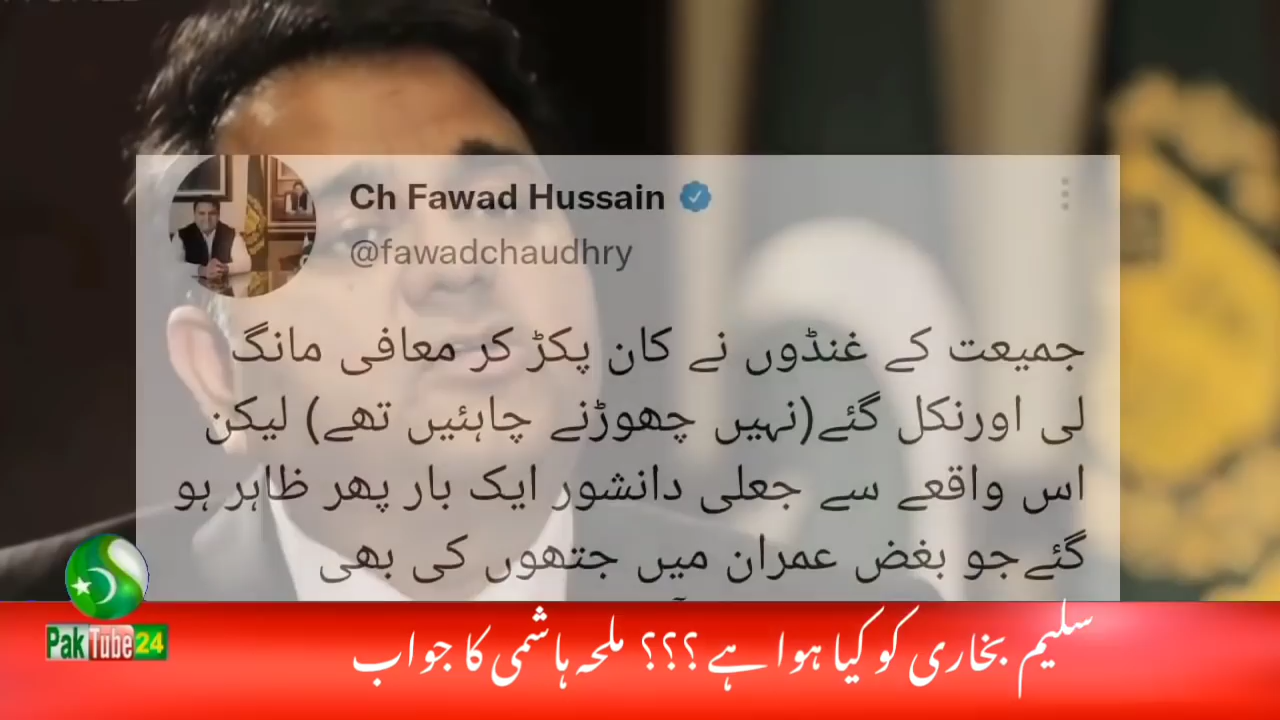 Ch Fawad Hussain
@fawadchaudhry
جمیعت کے غنڈوں نے کان پکڑ کر معافی مانگ
لی اورنکل گئے(نہیں چھوڑنے چاہئیں تھے) لیکن
اس واقعے سے جعلی دانشور ایک بار پھر ظاہر ہو
گئےجو بغض عمران میں جتھوں کی بھی
سلیم بخاری کو کیا ہوا ہے ؟؟؟ ملحہ ہاشمی کا جواب
PakTube24